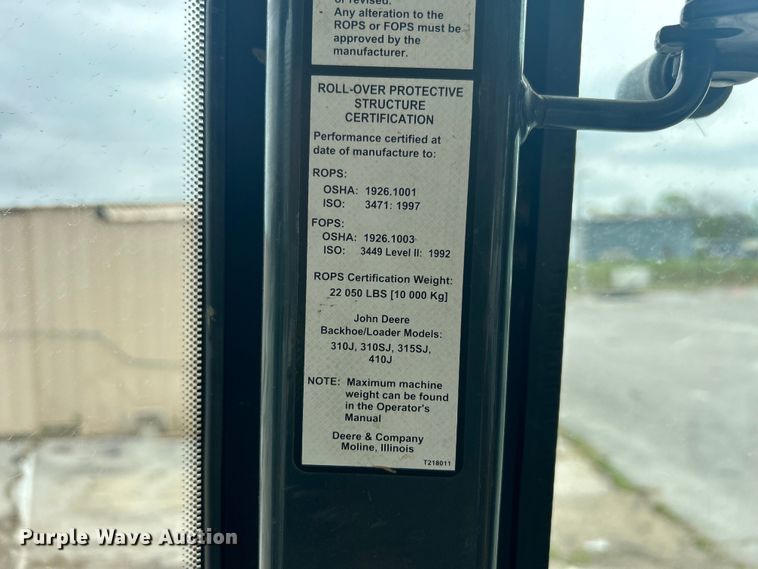 - Any alteration to the
ROPS or FOPS must be
approved by the
manufacturer.
ROLL-OVER PROTECTIVE
STRUCTURE
CERTIFICATION
Performance certified at
date of manufacture to:
ROPS:
OSHA: 1926.1001
ISO: 3471: 1997
FOPS:
OSHA: 1926.1003
ISO: 3449 Level II: 1992
ROPS Certification Weight:
22 050 LBS [10 000 Kg]
John Deere
Backhoe/Loader Models:
310J, 310SJ, 315SJ,
410J
NOTE: Maximum machine
weight can be found
in the Operator's
Manual
Deere & Company
Moline, Illinois
T218011
Purple Wave Auction